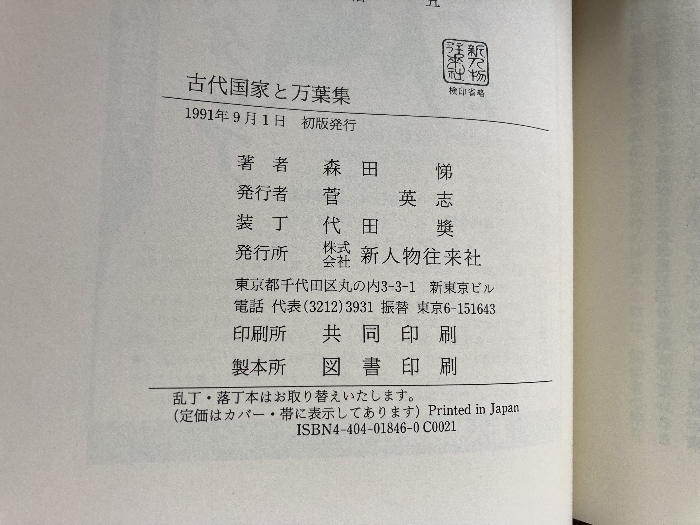 新人物
往来社
検印省略
古代国家と万葉集
1991年9月1日 初版発行
著者 森田 悌
発行者 菅 英志
装丁 代田 奬
発行所 株式会社 新人物往来社
東京都千代田区丸の内3-3-1 新東京ビル
電話 代表(3212)3931 振替 東京6-151643
印刷所 共同印刷
製本所 図書印刷
乱丁・落丁本はお取り替えいたします。
(定価はカバー・帯に表示してあります) Printed in Japan
ISBN4-404-01846-0 C0021